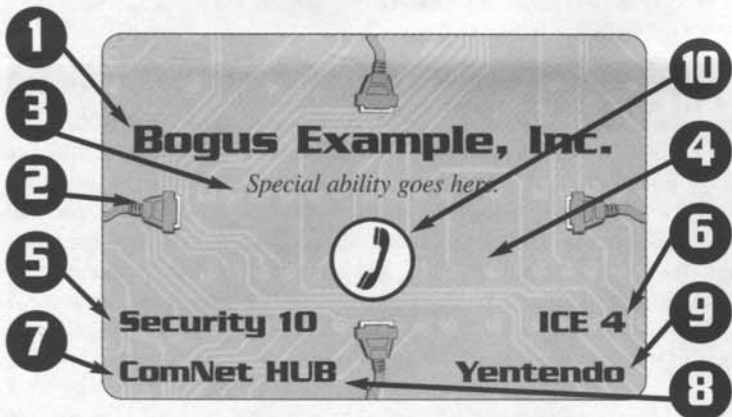 1
10
3
Bogus Example, Inc.
4
Special ability goes here.
2
6
5
Security 10
ICE 4
9
7
ComNet HUB
Yentendo
8